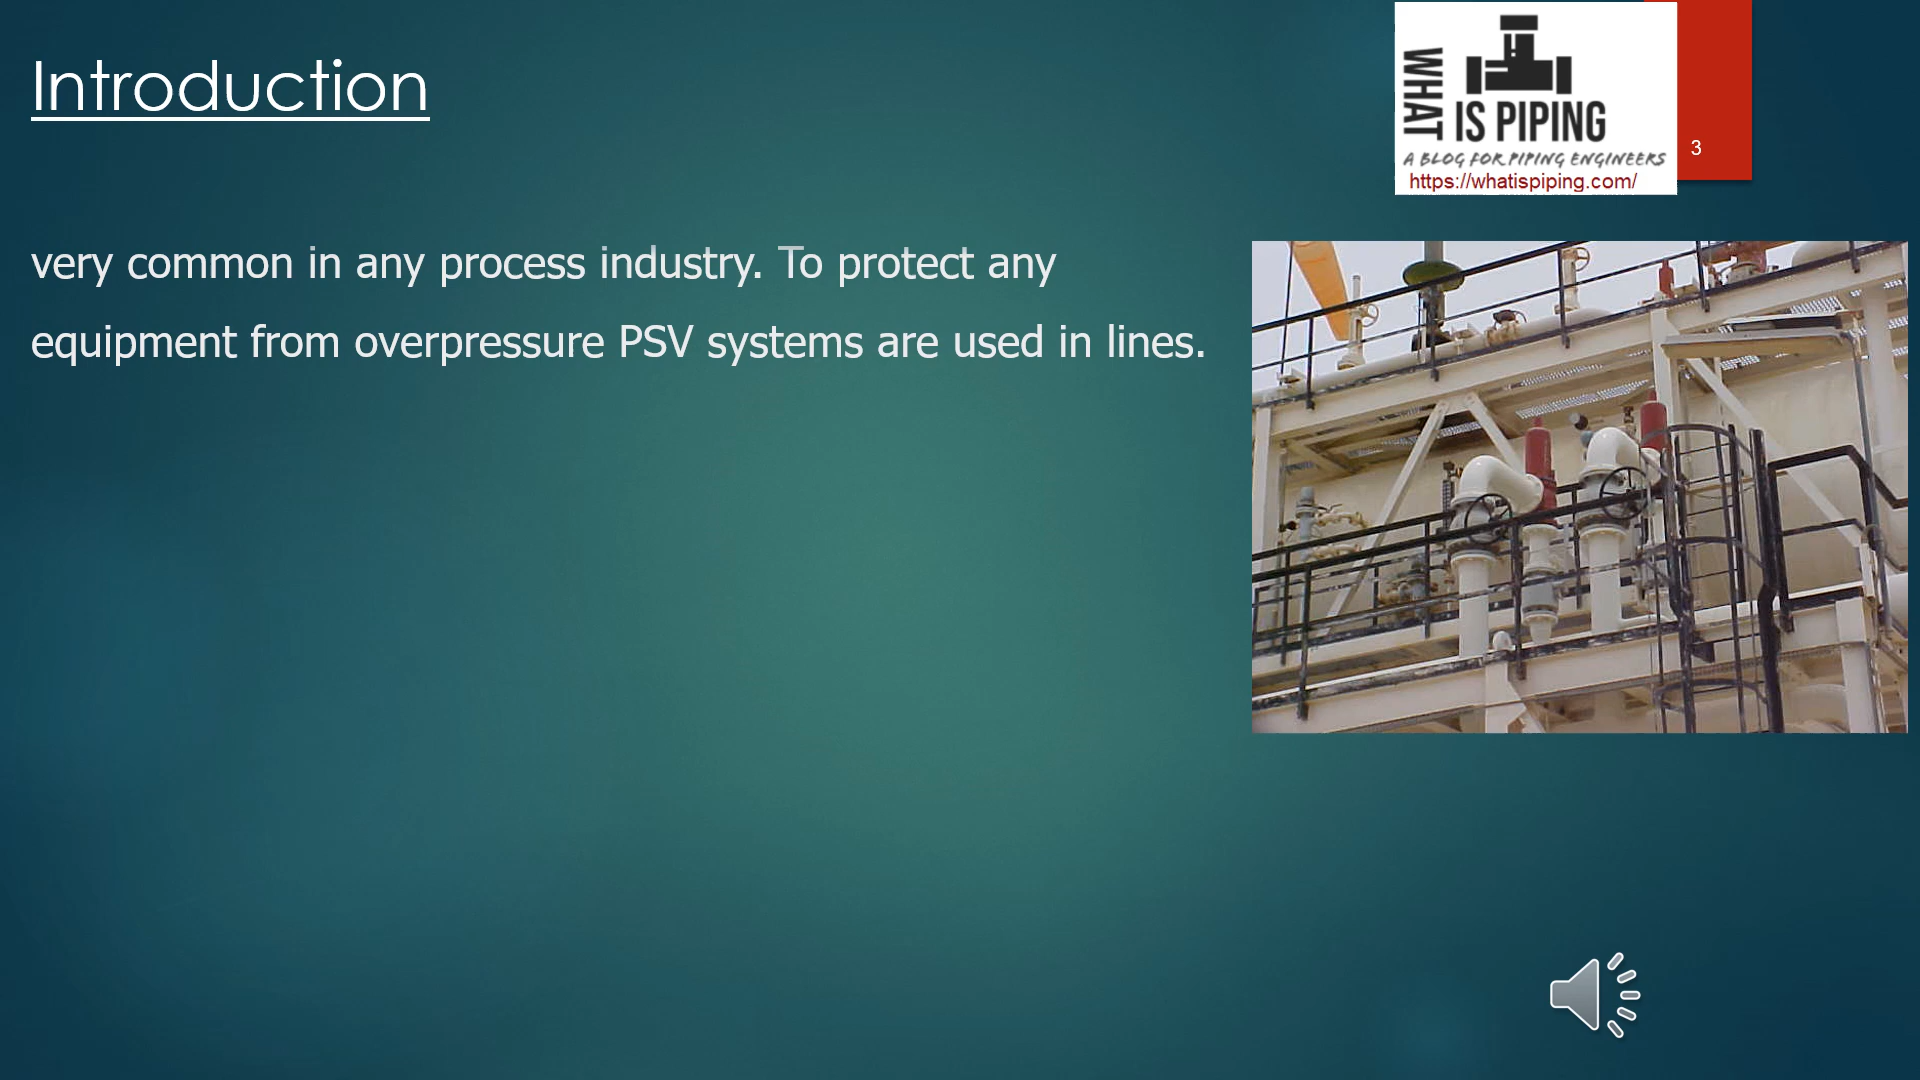 Introduction
WHAT
IS PIPING
A BLOG FOR PIPING ENGINEERS
https://whatispiping.com/
3
very common in any process industry. To protect any
equipment from overpressure PSV systems are used in lines.